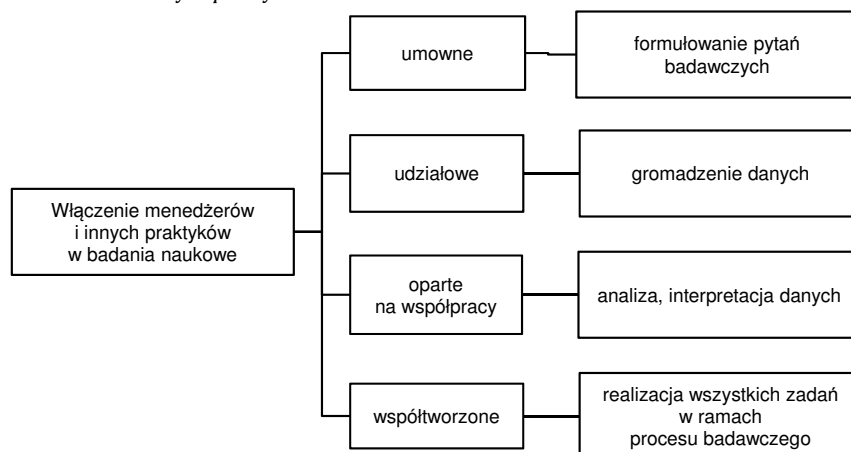 umowne
formułowanie pytań
badawczych
udziałowe
gromadzenie danych
Włączenie menedżerów
i innych praktyków
w badania naukowe
oparte
na współpracy
analiza, interpretacja danych
współtworzone
realizacja wszystkich zadań
w ramach
procesu badawczego